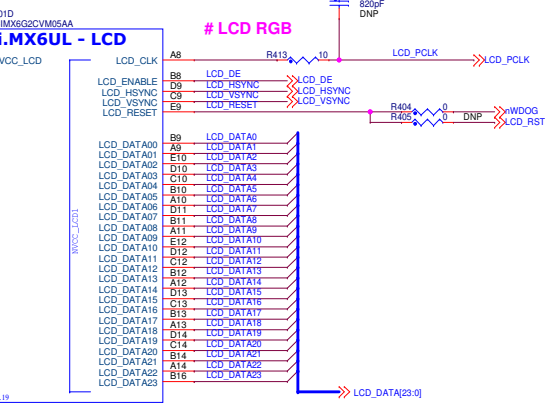 01D
820pF
IMX6G2CVM05AA
DNP
# LCD RGB
i.MX6UL - LCD
VCC_LCD
LCD_CLK A8 R413 10 LCD_PCLK LCD_PCLK
LCD_ENABLE B8 LCD_DE LCD_DE
LCD_HSYNC D9 LCD_HSYNC LCD_HSYNC
LCD_VSYNC C9 LCD_VSYNC LCD_VSYNC
LCD_RESET E9 LCD_RESET R404 0 nWDOG
R405 0 DNP LCD_RST
LCD_DATA00 B9 LCD_DATA0
LCD_DATA01 A9 LCD_DATA1
LCD_DATA02 E10 LCD_DATA2
LCD_DATA03 D10 LCD_DATA3
LCD_DATA04 C10 LCD_DATA4
LCD_DATA05 B10 LCD_DATA5
LCD_DATA06 A10 LCD_DATA6
LCD_DATA07 D11 LCD_DATA7
LCD_DATA08 B11 LCD_DATA8
LCD_DATA09 A11 LCD_DATA9
LCD_DATA10 E12 LCD_DATA10
LCD_DATA11 D12 LCD_DATA11
LCD_DATA12 C12 LCD_DATA12
LCD_DATA13 B12 LCD_DATA13
LCD_DATA14 A12 LCD_DATA14
LCD_DATA15 D13 LCD_DATA15
LCD_DATA16 C13 LCD_DATA16
LCD_DATA17 B13 LCD_DATA17
LCD_DATA18 A13 LCD_DATA18
LCD_DATA19 D14 LCD_DATA19
LCD_DATA20 C14 LCD_DATA20
LCD_DATA21 B14 LCD_DATA21
LCD_DATA22 A14 LCD_DATA22
LCD_DATA23 B16 LCD_DATA23
NVCC_LCD1
LCD_DATA[23:0]
.19